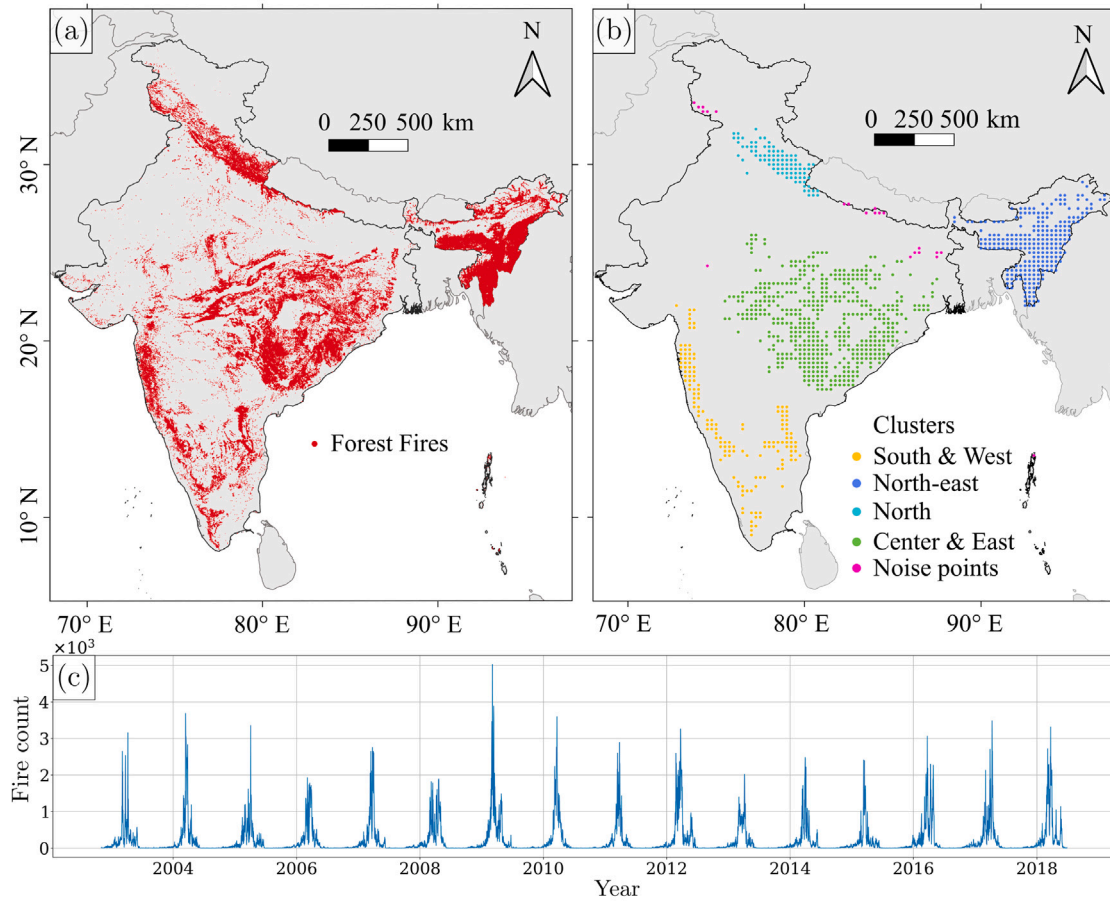 (a)
N
0 250 500 km
30° N
20° N
10° N
Forest Fires
70° E
80° E
90° E
(b)
N
0 250 500 km
Clusters
South & West
North-east
North
Center & East
Noise points
70° E
80° E
90° E
×10³
(c)
Fire count
5
4
3
2
1
0
2004
2006
2008
2010
2012
2014
2016
2018
Year